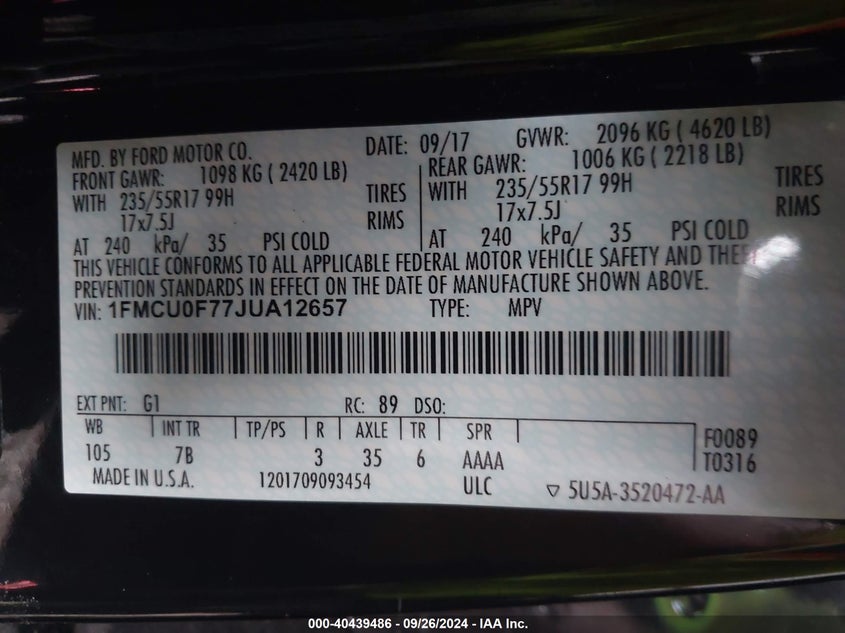 MFD. BY FORD MOTOR CO. DATE: 09/17 GVWR: 2096 KG ( 4620 LB)
FRONT GAWR: 1098 KG ( 2420 LB) REAR GAWR: 1006 KG ( 2218 LB)
WITH 235/55R17 99H TIRES WITH 235/55R17 99H TIRES
17x7.5J RIMS 17x7.5J RIMS
AT 240 kPa/ 35 PSI COLD AT 240 kPa/ 35 PSI COLD
THIS VEHICLE CONFORMS TO ALL APPLICABLE FEDERAL MOTOR VEHICLE SAFETY AND THEFT
PREVENTION STANDARDS IN EFFECT ON THE DATE OF MANUFACTURE SHOWN ABOVE.
VIN: 1FMCU0F77JUA12657 TYPE: MPV
EXT PNT: G1 RC: 89 DSO:
WB INT TR TP/PS R AXLE TR SPR F0089
105 7B 3 35 6 AAAA T0316
MADE IN U.S.A. 1201709093454 ULC ▽ 5U5A-3520472-AA
000-40439486 - 09/26/2024 - IAA Inc.